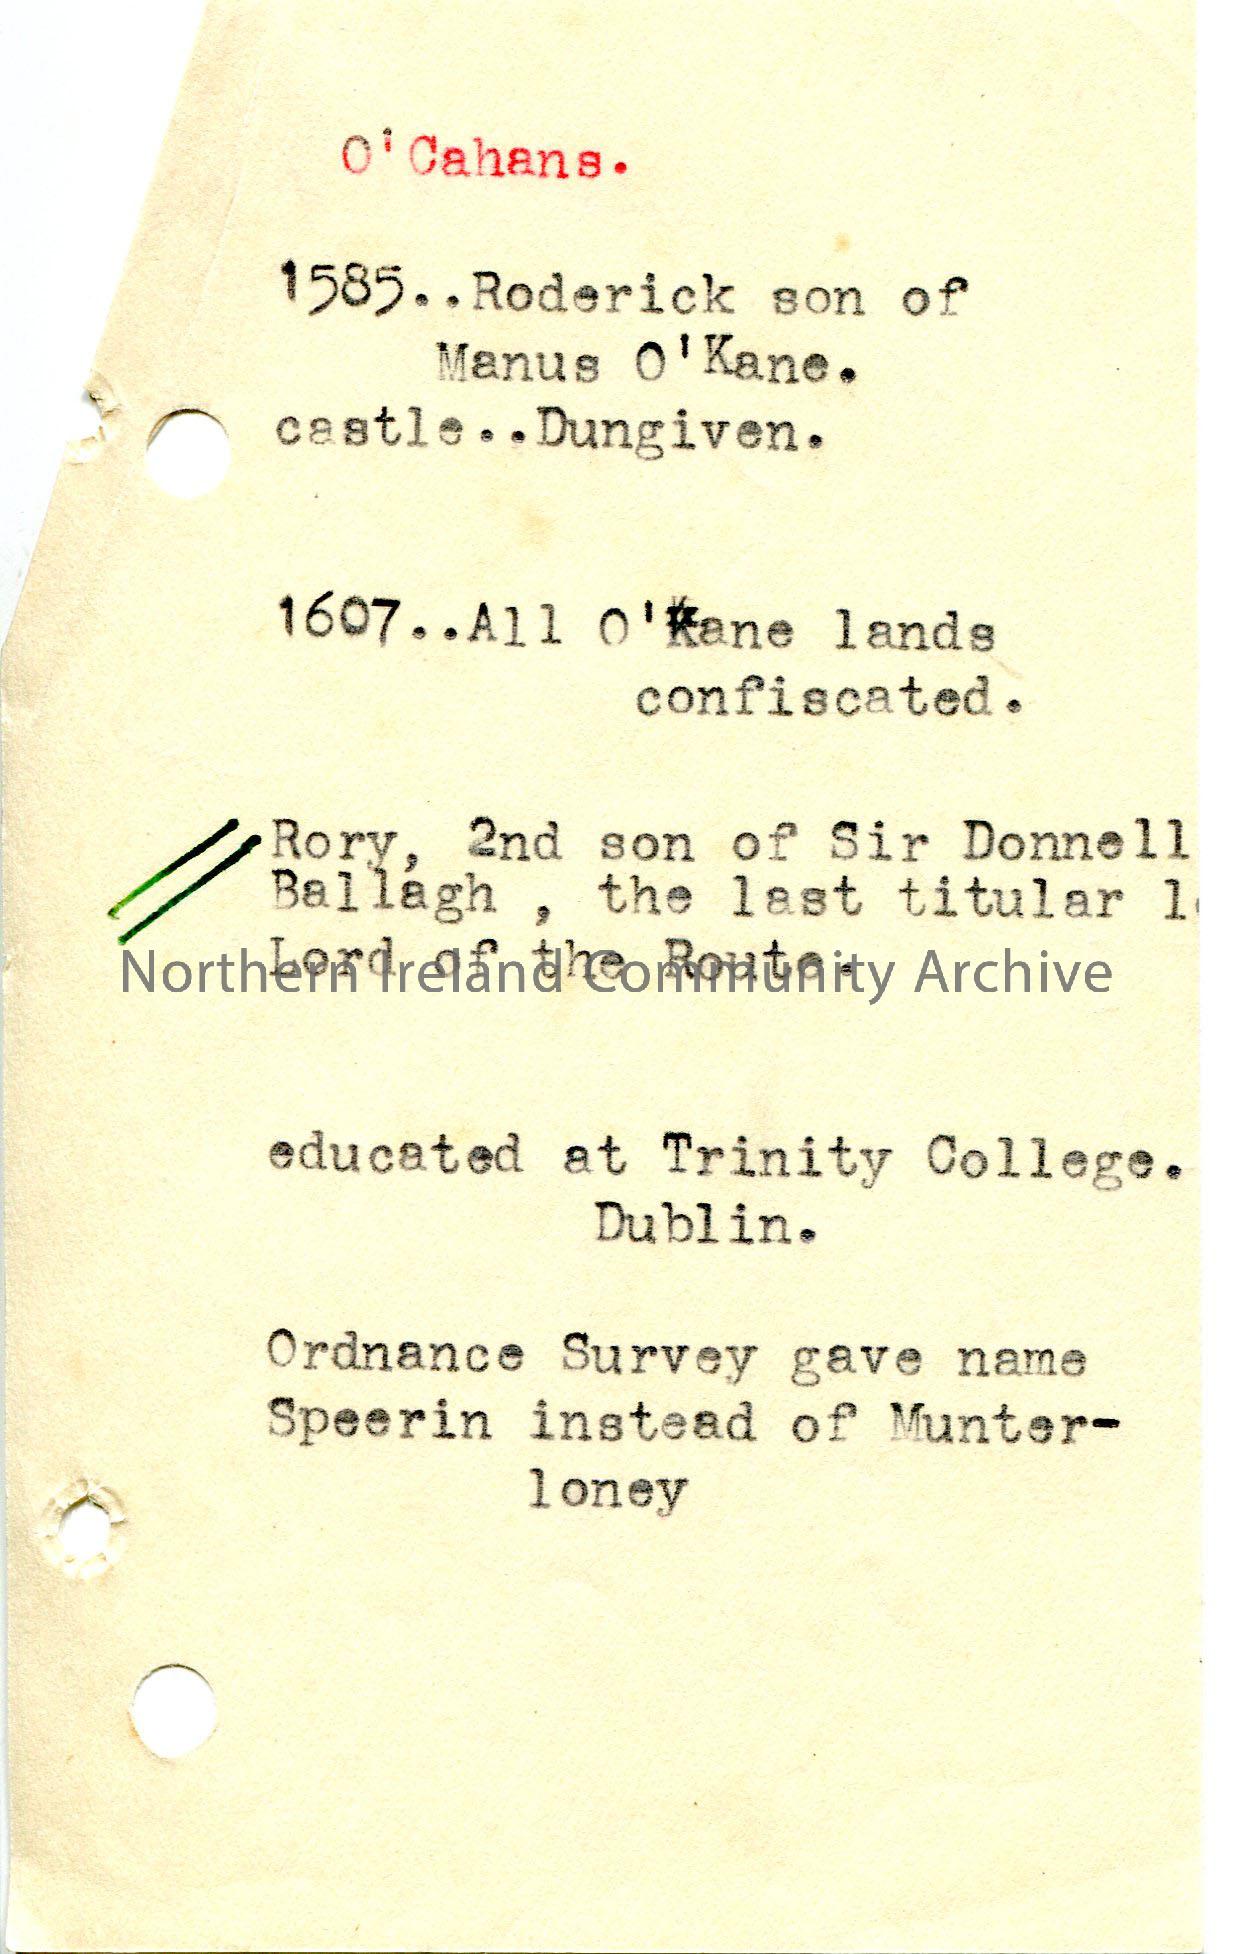 O'Cahans.
1585..Roderick son of
Manus O'Kane.
castle..Dungiven.
1607..All O'Kane lands
confiscated.
Rory, 2nd son of Sir Donnell
Ballagh , the last titular
Lord of the Route.
Northern Ireland Community Archive
educated at Trinity College.
Dublin.
Ordnance Survey gave name
Speerin instead of Munter-
loney